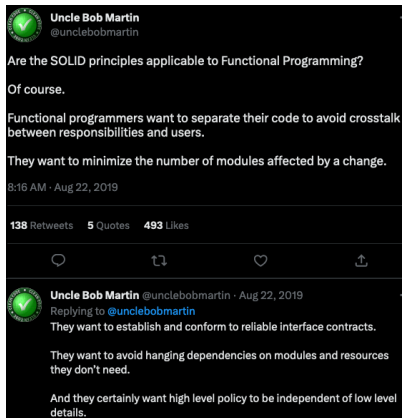 Uncle Bob Martin
@unclebobmartin
Are the SOLID principles applicable to Functional Programming?
Of course.
Functional programmers want to separate their code to avoid crosstalk
between responsibilities and users.
They want to minimize the number of modules affected by a change.
8:16 AM · Aug 22, 2019
138 Retweets 5 Quotes 493 Likes
Uncle Bob Martin @unclebobmartin · Aug 22, 2019
Replying to @unclebobmartin
They want to establish and conform to reliable interface contracts.
They want to avoid hanging dependencies on modules and resources
they don't need.
And they certainly want high level policy to be independent of low level
details.